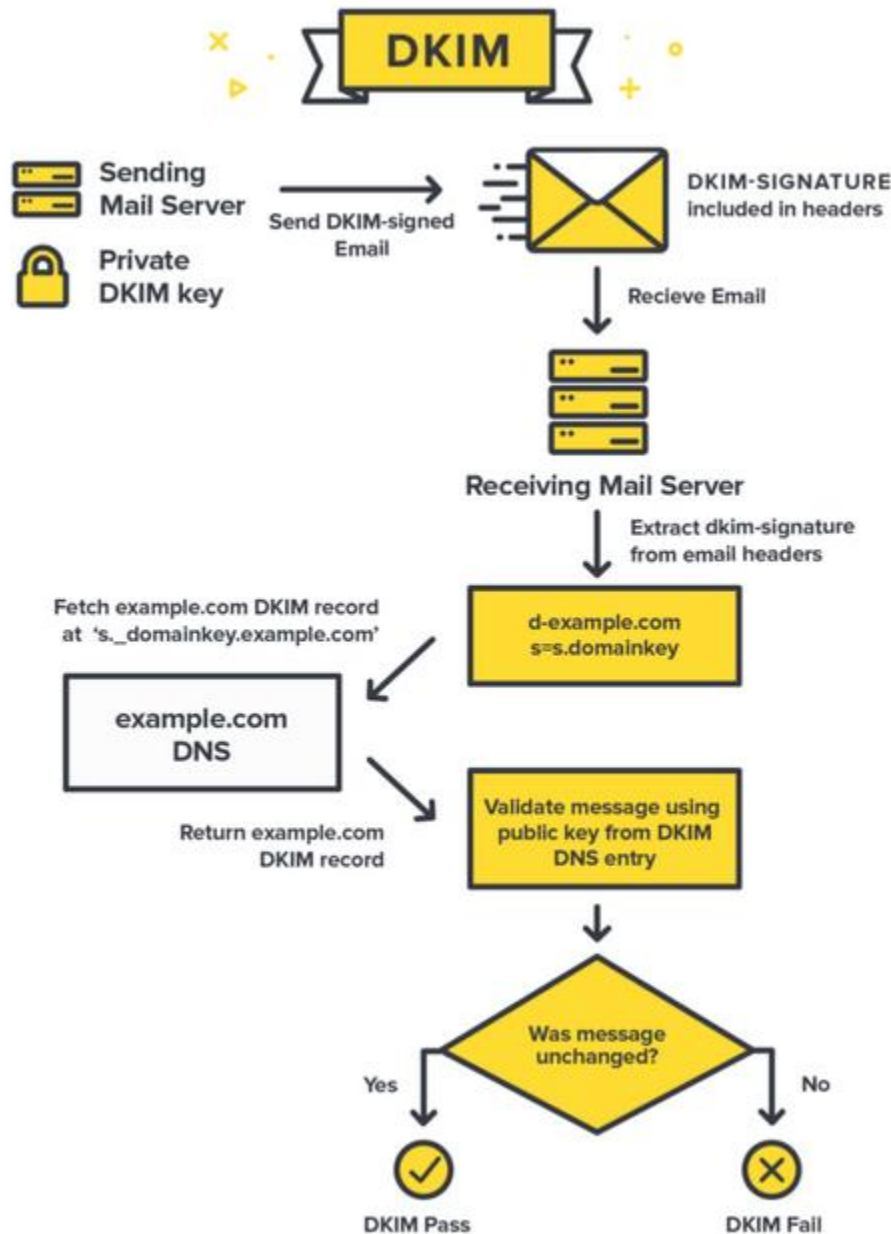 DKIM
Sending
Mail Server
Private
DKIM key
Send DKIM-signed
Email
DKIM-SIGNATURE
included in headers
Recieve Email
Receiving Mail Server
Extract dkim-signature
from email headers
d-example.com
s=s.domainkey
Fetch example.com DKIM record
at ‘s._domainkey.example.com’
example.com
DNS
Return example.com
DKIM record
Validate message using
public key from DKIM
DNS entry
Was message
unchanged?
Yes
No
DKIM Pass
DKIM Fail